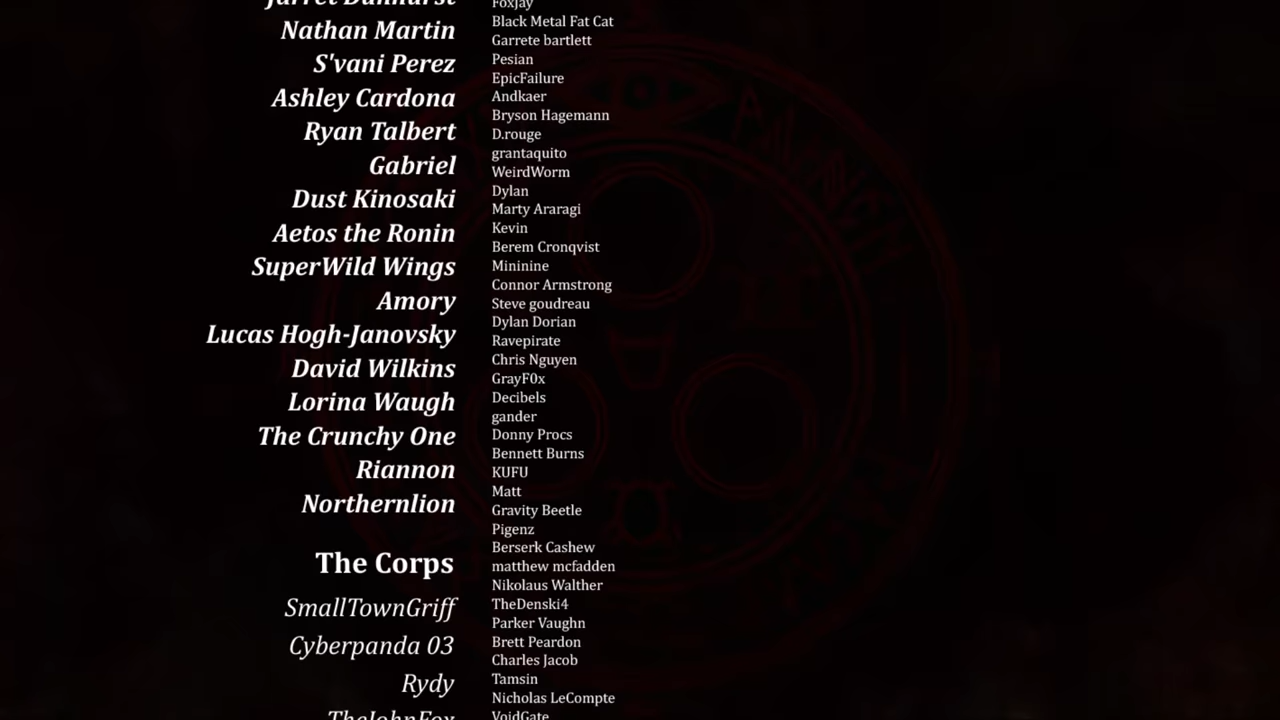 Nathan Martin
S'vani Perez
Ashley Cardona
Ryan Talbert
Gabriel
Dust Kinosaki
Aetos the Ronin
SuperWild Wings
Amory
Lucas Hogh-Janovsky
David Wilkins
Lorina Waugh
The Crunchy One
Riannon
Northernlion
The Corps
SmallTownGriff
Cyberpanda 03
Rydy
TheJohnFox
FoxJay
Black Metal Fat Cat
Garrete bartlett
Pesian
EpicFailure
Andkaer
Bryson Hagemann
D.rouge
grantaquito
WeirdWorm
Dylan
Marty Araragi
Kevin
Berem Cronqvist
Mininine
Connor Armstrong
Steve goudreau
Dylan Dorian
Ravepirate
Chris Nguyen
GrayF0x
Decibels
gander
Donny Procs
Bennett Burns
KUFU
Matt
Gravity Beetle
Pigenz
Berserk Cashew
matthew mcfadden
Nikolaus Walther
TheDenski4
Parker Vaughn
Brett Peardon
Charles Jacob
Tamsin
Nicholas LeCompte
VoidGate